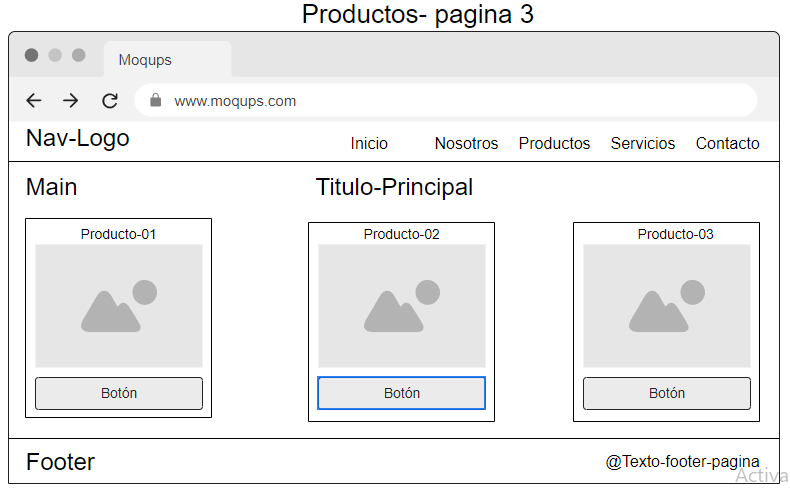 Productos- pagina 3
Moqups
www.moqups.com
Nav-Logo
Inicio Nosotros Productos Servicios Contacto
Main Titulo-Principal
Producto-01 Producto-02 Producto-03
Botón Botón Botón
Footer @Texto-footer-pagina
Activa